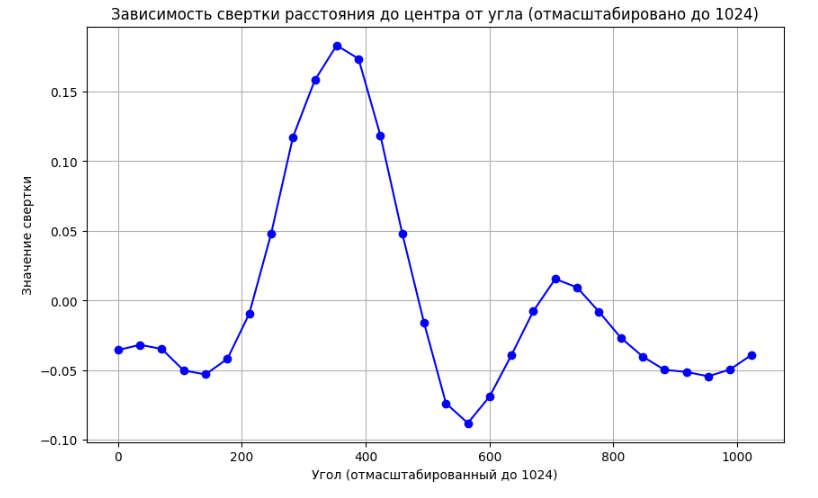 Зависимость свертки расстояния до центра от угла (отмасштабировано до 1024)
Значение свертки
0.15
0.10
0.05
0.00
−0.05
−0.10
0 200 400 600 800 1000
Угол (отмасштабированный до 1024)